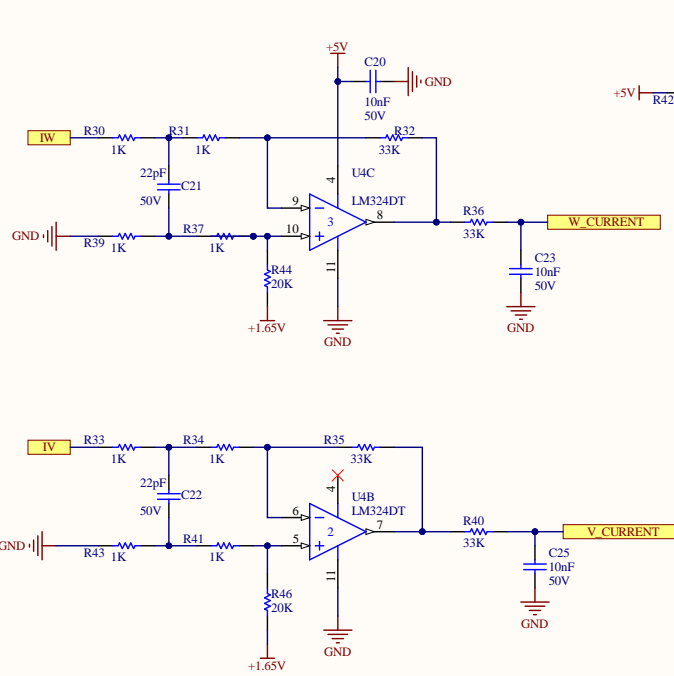 +5V
C20
GND
10nF
50V
+5V
R42
IW
R30
1K
R31
1K
R32
33K
22pF
C21
50V
4
U4C
LM324DT
9
3
8
10
11
R36
33K
W_CURRENT
GND
R39
1K
R37
1K
R44
20K
+1.65V
GND
C23
10nF
50V
GND
IV
R33
1K
R34
1K
R35
33K
22pF
C22
50V
4
U4B
LM324DT
6
2
7
5
11
R40
33K
V_CURRENT
GND
R43
1K
R41
1K
R46
20K
+1.65V
GND
C25
10nF
50V
GND